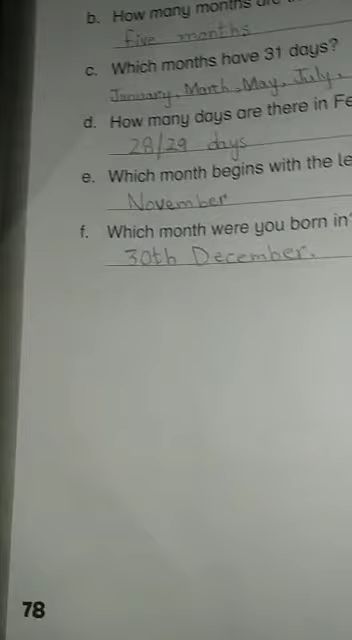 b. How many months are
five months
c. Which months have 31 days?
January, March, May, July,
d. How many days are there in Fe
28/29 days
e. Which month begins with the le
November
f. Which month were you born in?
30th December.
78